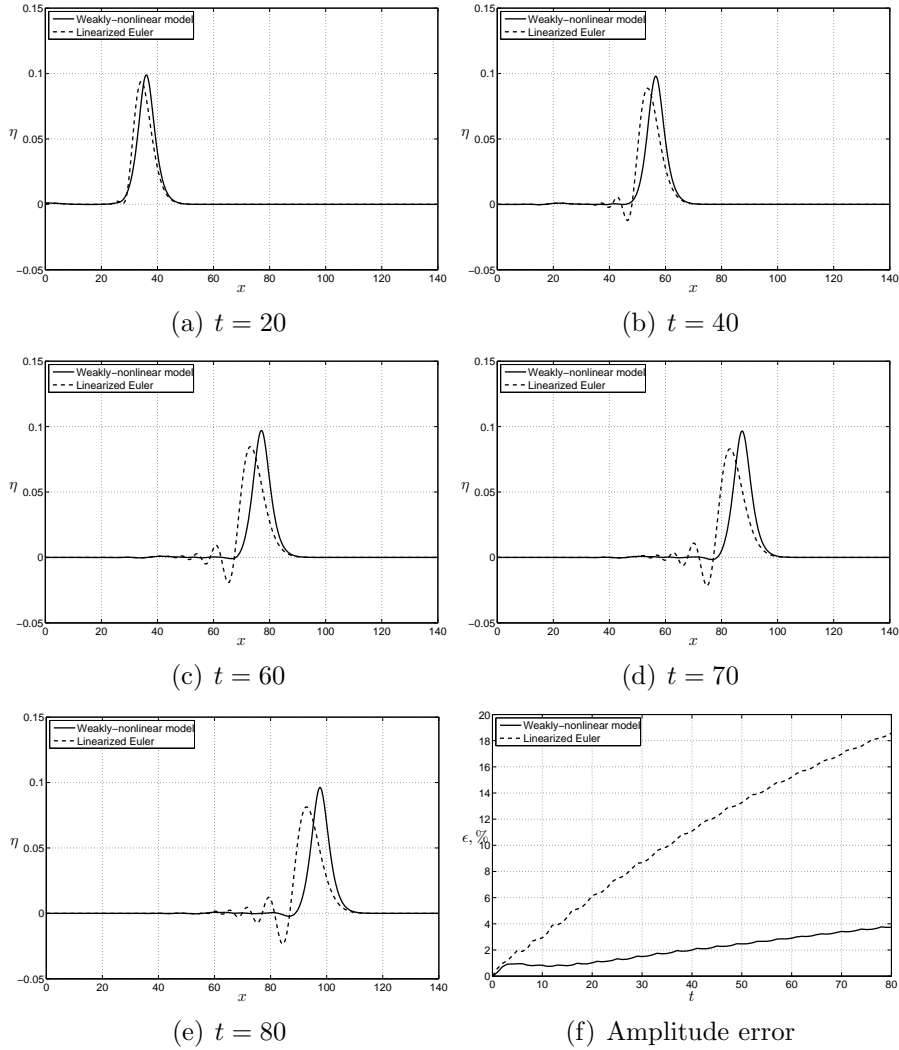 0.15
Weakly−nonlinear model
Linearized Euler
0.1
η
0.05
0
−0.05
0 20 40 60 80 100 120 140
x
(a) t = 20
0.15
Weakly−nonlinear model
Linearized Euler
0.1
η
0.05
0
−0.05
0 20 40 60 80 100 120 140
x
(b) t = 40
0.15
Weakly−nonlinear model
Linearized Euler
0.1
η
0.05
0
−0.05
0 20 40 60 80 100 120 140
x
(c) t = 60
0.15
Weakly−nonlinear model
Linearized Euler
0.1
η
0.05
0
−0.05
0 20 40 60 80 100 120 140
x
(d) t = 70
0.15
Weakly−nonlinear model
Linearized Euler
0.1
η
0.05
0
−0.05
0 20 40 60 80 100 120 140
x
(e) t = 80
20
Weakly−nonlinear model
Linearized Euler
18
16
14
12
ϵ, %
10
8
6
4
2
0
0 10 20 30 40 50 60 70 80
t
(f) Amplitude error